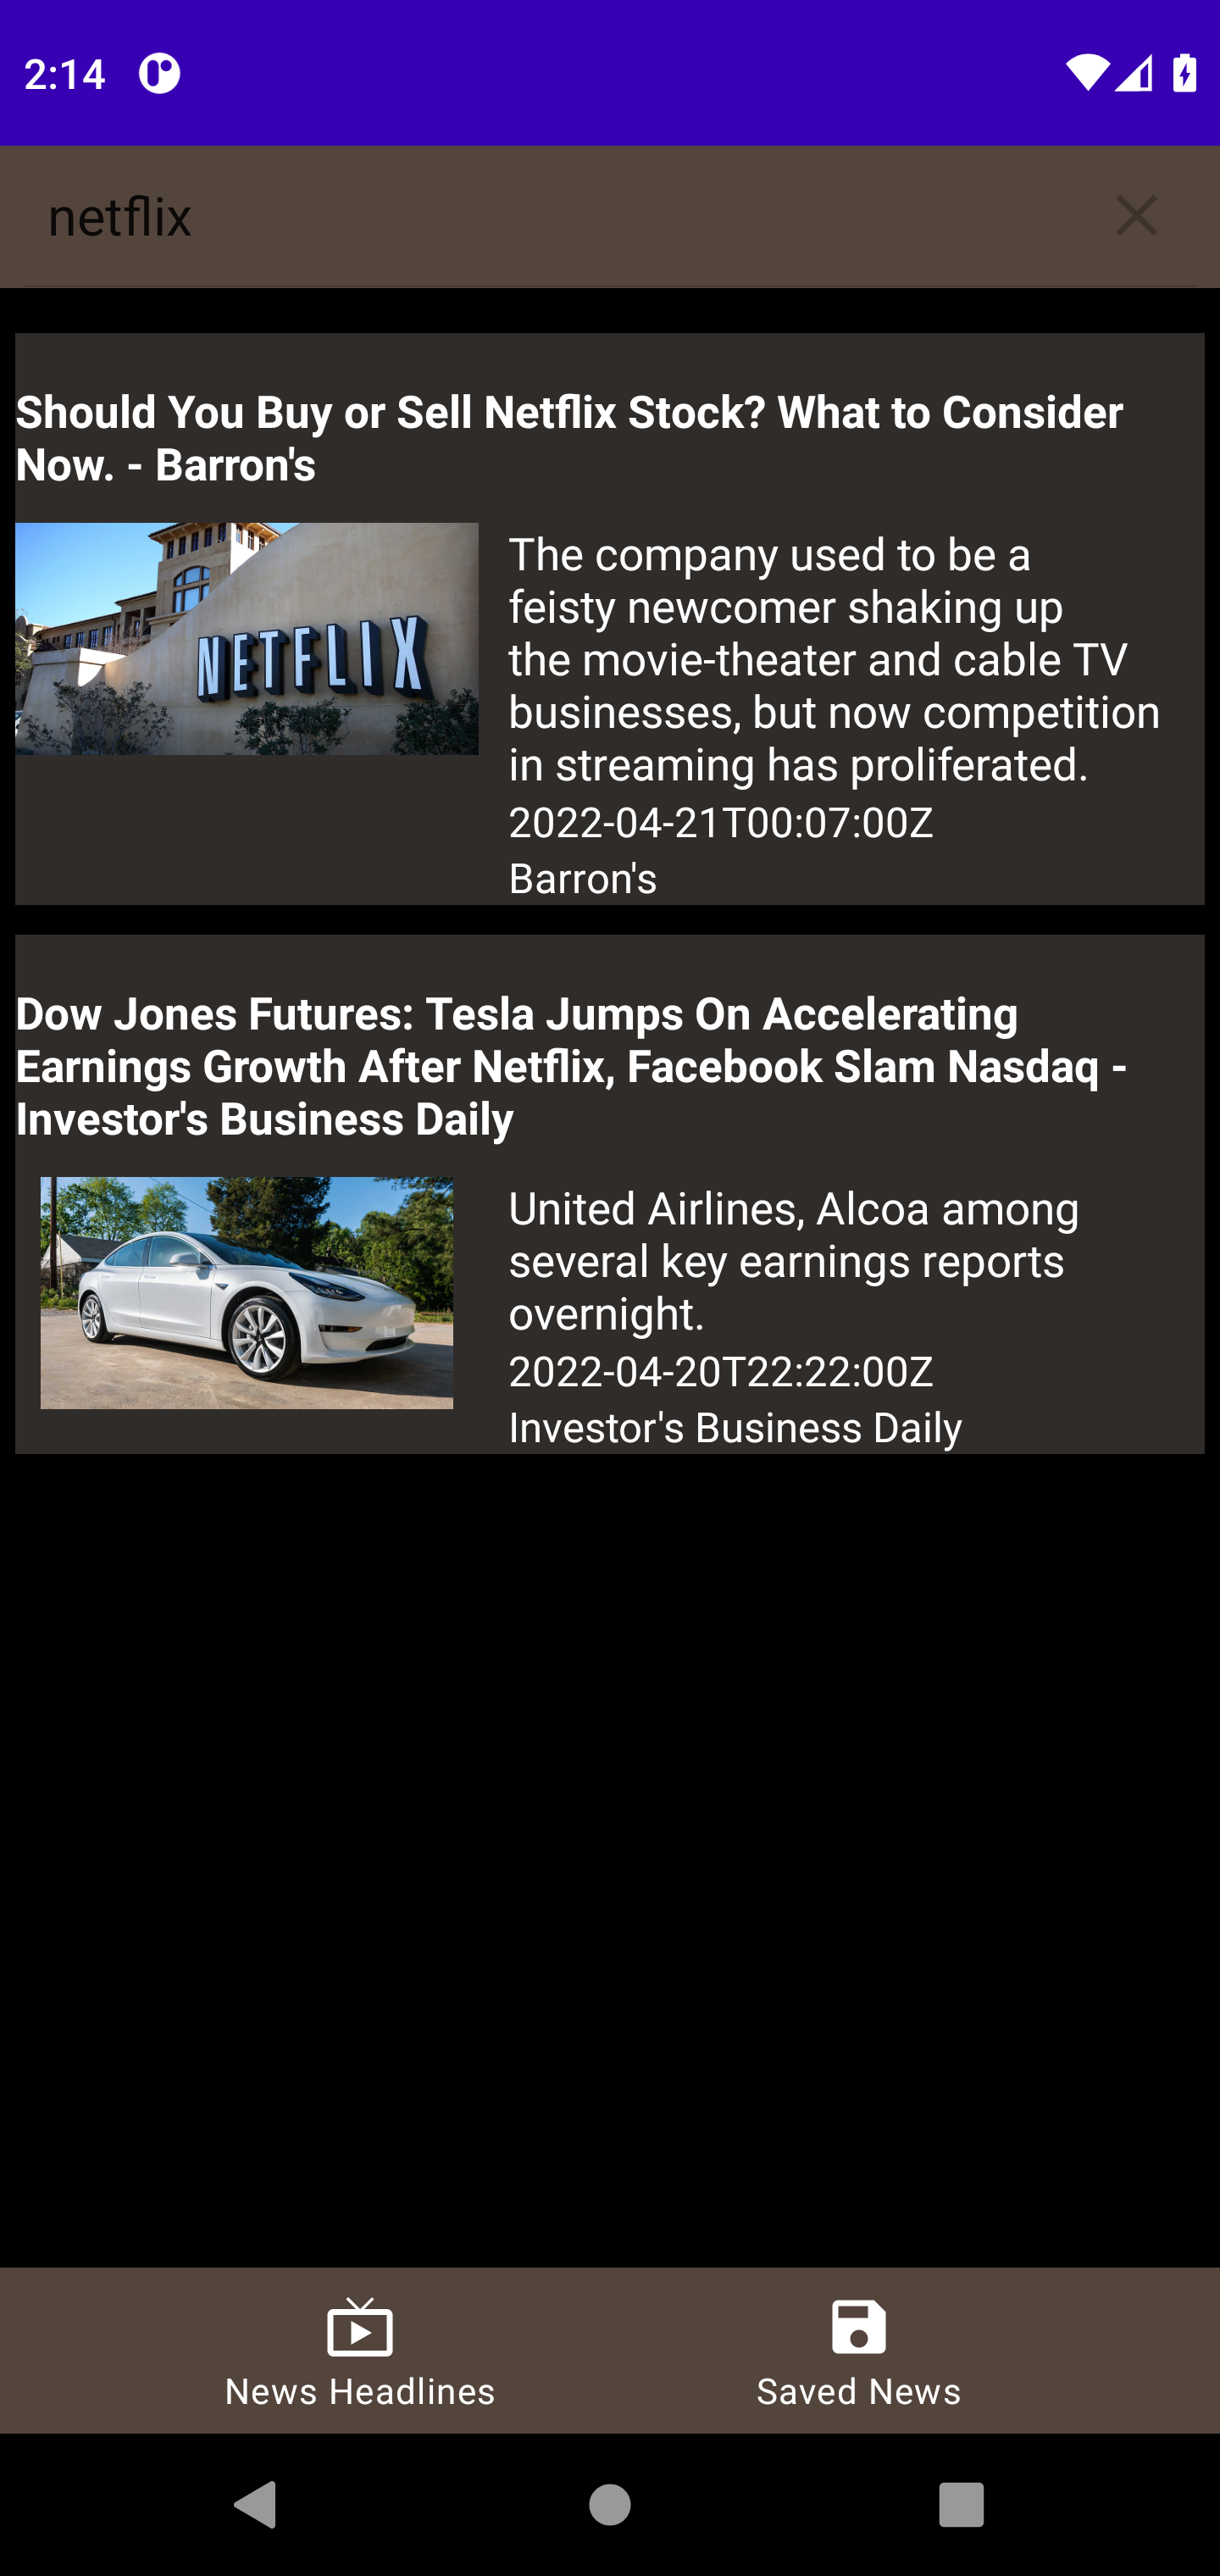 2:14
netflix
Should You Buy or Sell Netflix Stock? What to Consider
Now. - Barron's
NETFLIX
The company used to be a
feisty newcomer shaking up
the movie-theater and cable TV
businesses, but now competition
in streaming has proliferated.
2022-04-21T00:07:00Z
Barron's
Dow Jones Futures: Tesla Jumps On Accelerating
Earnings Growth After Netflix, Facebook Slam Nasdaq -
Investor's Business Daily
United Airlines, Alcoa among
several key earnings reports
overnight.
2022-04-20T22:22:00Z
Investor's Business Daily
News Headlines
Saved News